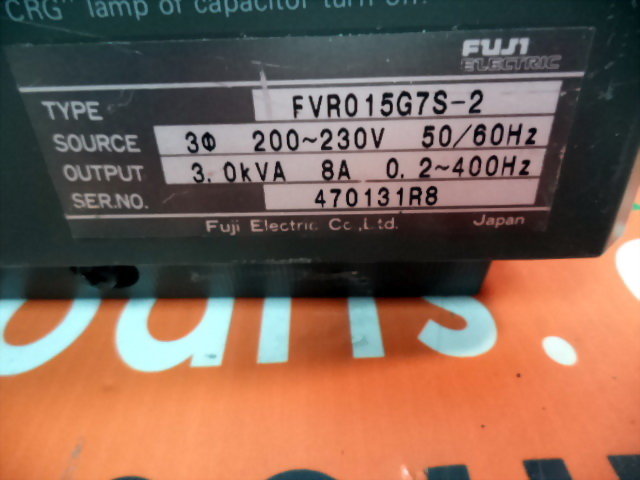 CRG" lamp of capacitor turn off.
FUJI
ELECTRIC
TYPE FVR015G7S-2
SOURCE 3Φ 200~230V 50/60Hz
OUTPUT 3.0kVA 8A 0.2~400Hz
SER.NO. 470131R8
Fuji Electric Co.,Ltd. Japan